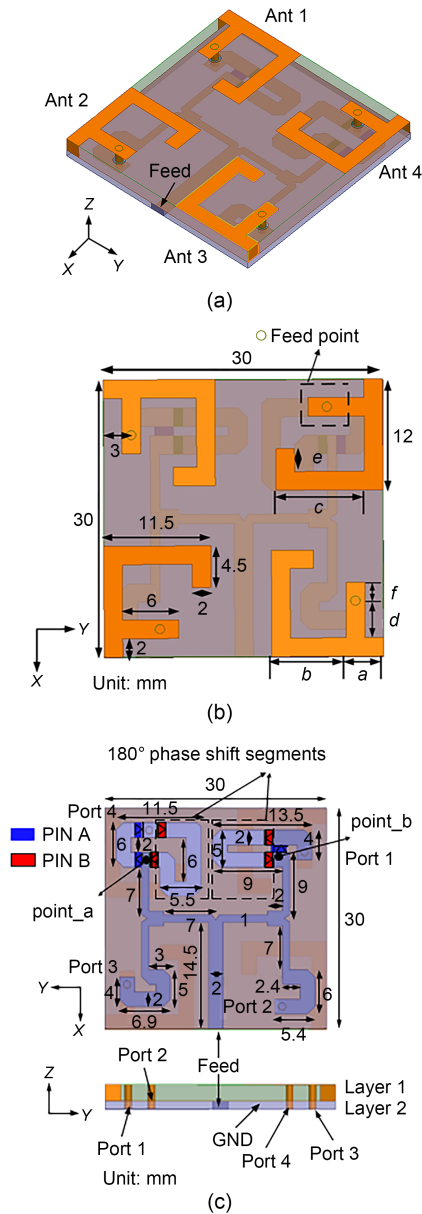 Ant 1
Ant 2
Feed
Ant 4
Ant 3
Z
X
Y
(a)
Feed point
30
3
12
e
c
30
11.5
4.5
6
2
2
f
d
b
a
Y
X
Unit: mm
(b)
180° phase shift segments
30
Port 4
11.5
13.5
PIN A
PIN B
point_b
6
2
6
5
2
4
Port 1
9
point_a
5.5
2
9
7
7
1
30
14.5
7
Port 3
3
4
2
5
6.9
2
2.4
Port 2
6
5.4
Y
X
Port 2
Feed
Z
Y
Layer 1
Layer 2
GND
Port 1
Port 4
Port 3
Unit: mm
(c)